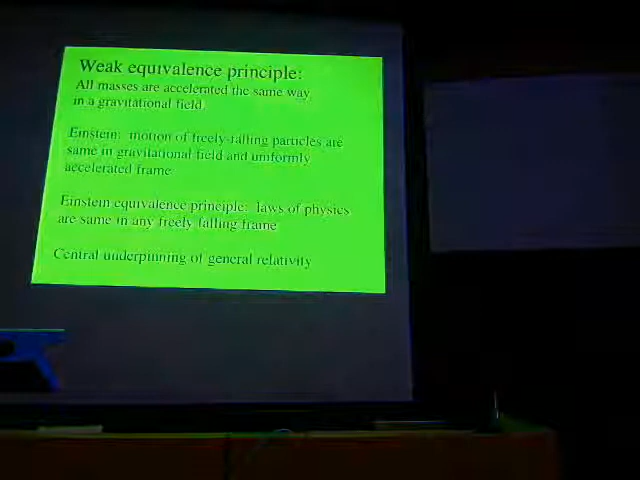 Weak equivalence principle:
All masses are accelerated the same way
in a gravitational field.
Einstein: motion of freely-falling particles are
same in gravitational field and uniformly
accelerated frame
Einstein equivalence principle: laws of physics
are same in any freely falling frame
Central underpinning of general relativity